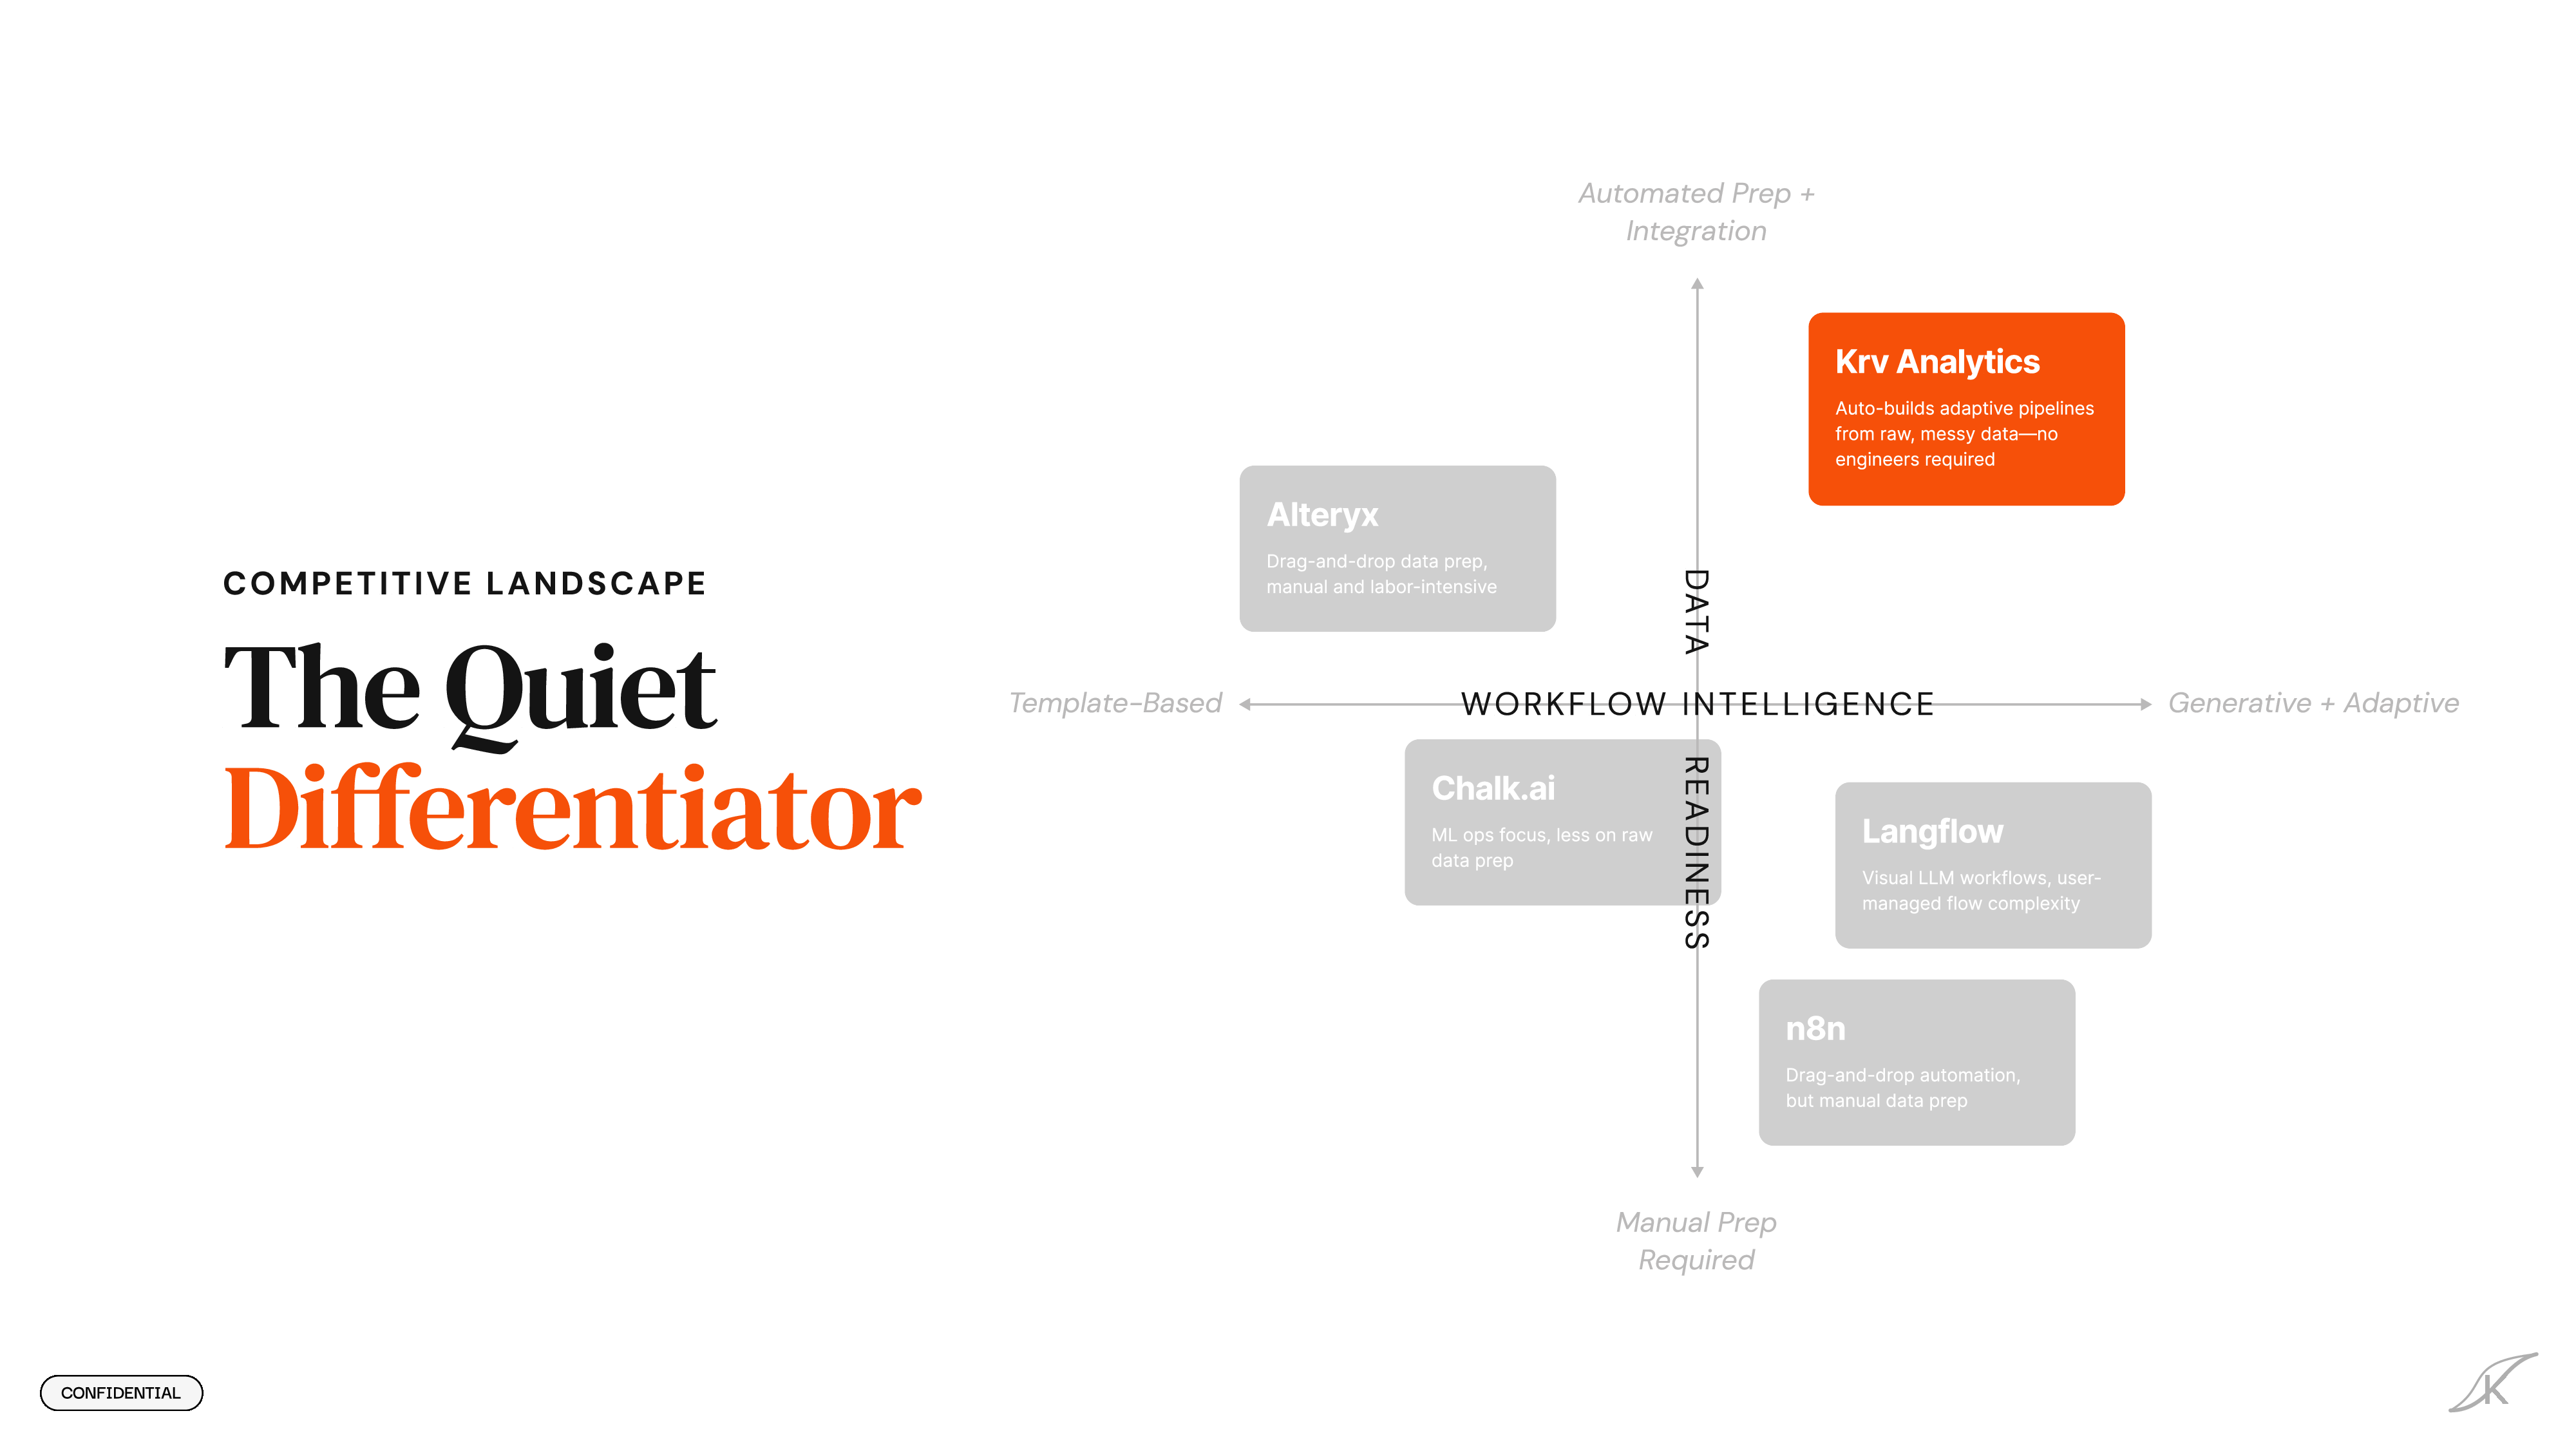 COMPETITIVE LANDSCAPE
The Quiet
Differentiator
Automated Prep +
Integration
Krv Analytics
Auto-builds adaptive pipelines
from raw, messy data—no
engineers required
Alteryx
Drag-and-drop data prep,
manual and labor-intensive
DATA READINESS
Template-Based
WORKFLOW INTELLIGENCE
Generative + Adaptive
Chalk.ai
ML ops focus, less on raw
data prep
Langflow
Visual LLM workflows, user-
managed flow complexity
n8n
Drag-and-drop automation,
but manual data prep
Manual Prep
Required
CONFIDENTIAL
K